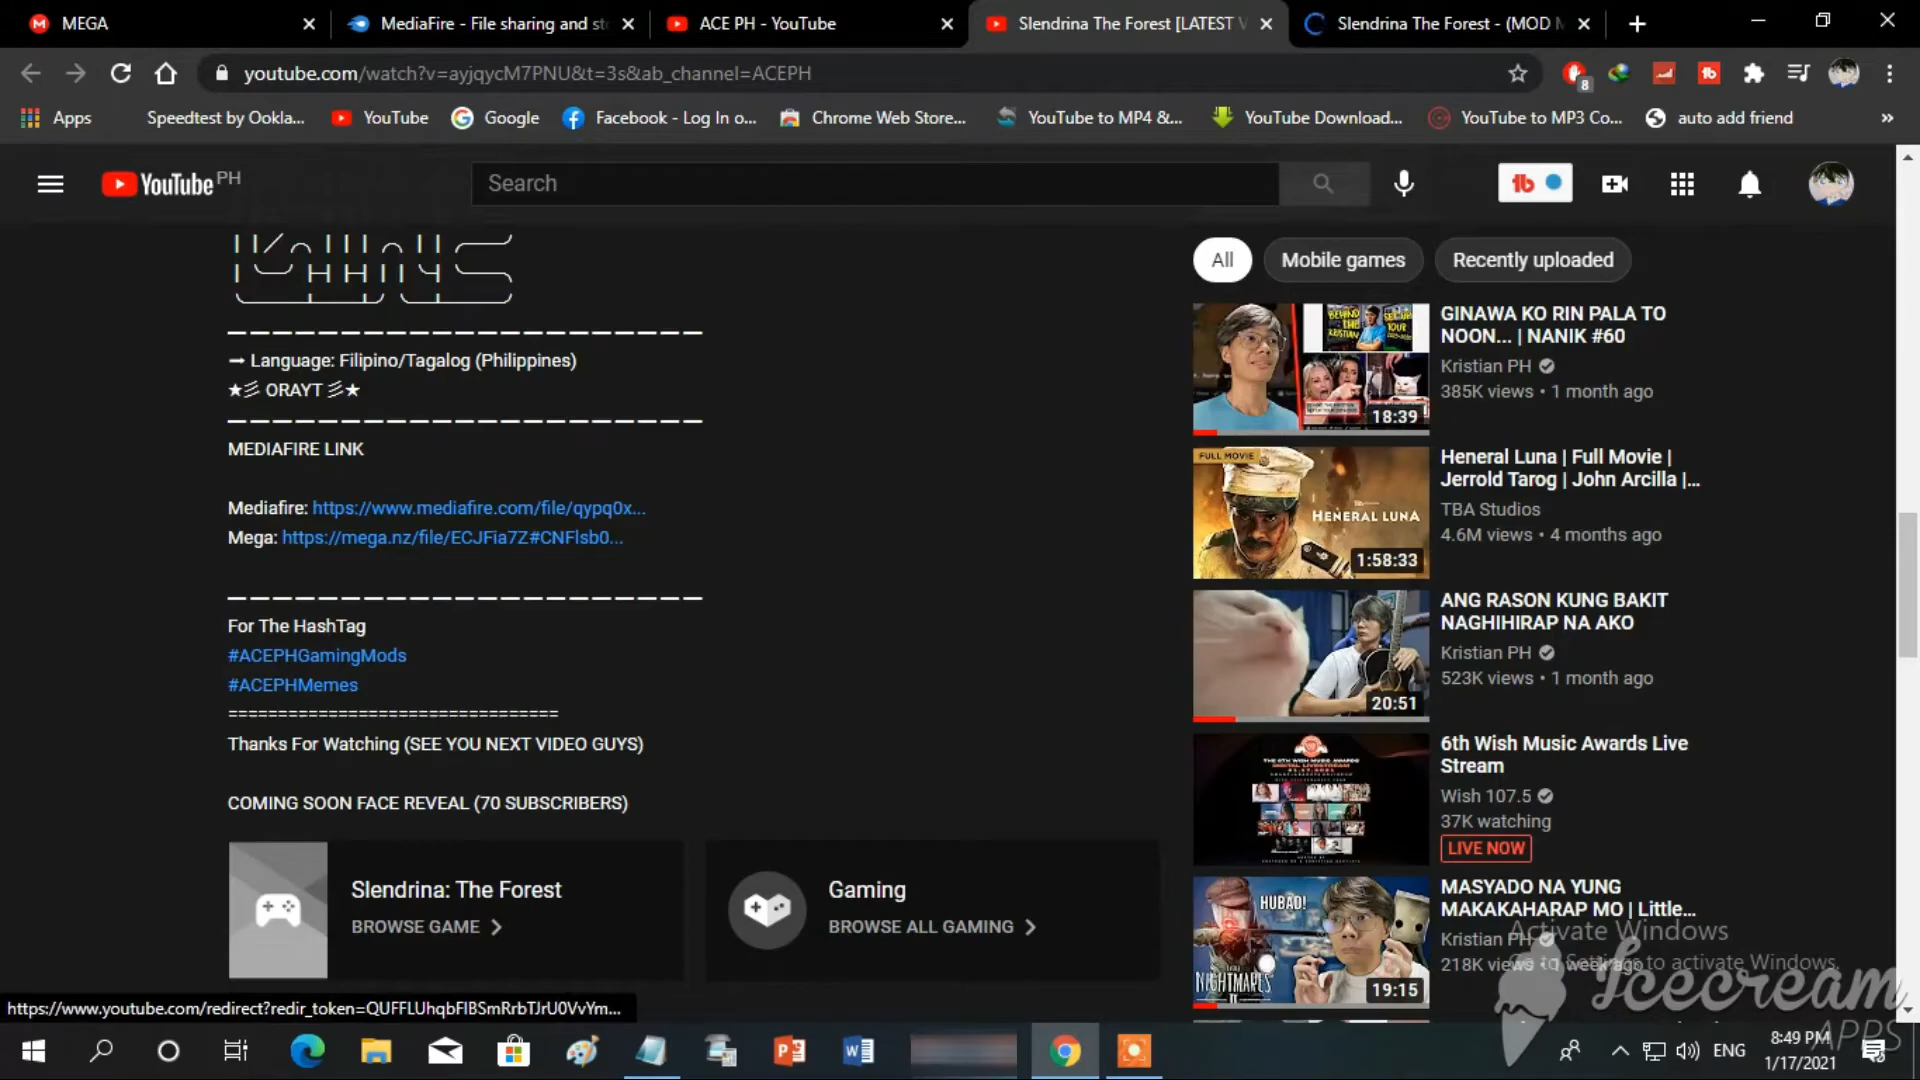 MEGA
MediaFire - File sharing and st
ACE PH - YouTube
Slendrina The Forest [LATEST V
Slendrina The Forest - (MOD M
youtube.com/watch?v=ayjqycM7PNU&t=3s&ab_channel=ACEPH
8
Apps
Speedtest by Ookla...
YouTube
Google
Facebook - Log In o...
Chrome Web Store...
YouTube to MP4 &...
YouTube Download...
YouTube to MP3 Co...
auto add friend
»
YouTube PH
Search
tb
All
Mobile games
Recently uploaded
➞ Language: Filipino/Tagalog (Philippines)
★彡 ORAYT 彡★
MEDIAFIRE LINK
Mediafire: https://www.mediafire.com/file/qypq0x...
Mega: https://mega.nz/file/ECJFia7Z#CNFlsb0...
For The HashTag
#ACEPHGamingMods
#ACEPHMemes
=================================
Thanks For Watching (SEE YOU NEXT VIDEO GUYS)
COMING SOON FACE REVEAL (70 SUBSCRIBERS)
Slendrina: The Forest
BROWSE GAME
Gaming
BROWSE ALL GAMING
18:39
GINAWA KO RIN PALA TO
NOON... | NANIK #60
Kristian PH
385K views • 1 month ago
FULL MOVIE
HENERAL LUNA
1:58:33
Heneral Luna | Full Movie |
Jerrold Tarog | John Arcilla |...
TBA Studios
4.6M views • 4 months ago
20:51
ANG RASON KUNG BAKIT
NAGHIHIRAP NA AKO
Kristian PH
523K views • 1 month ago
6th Wish Music Awards Live
Stream
Wish 107.5
37K watching
LIVE NOW
HUBAD!
NIGHTMARES
19:15
MASYADO NA YUNG
MAKAKAHARAP MO | Little...
Kristian PH
218K views • 1 week ago
Activate Windows
Go to Settings to activate Windows.
Icecream
APPS
https://www.youtube.com/redirect?redir_token=QUFFLUhqbFlBSmRrbTJrU0VvYm...
ENG
8:49 PM
1/17/2021